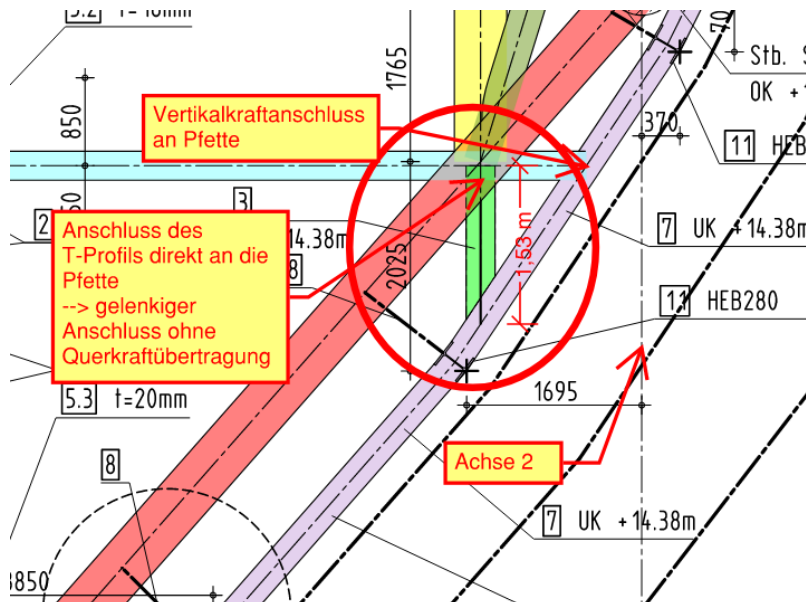 5.2 t=10mm
1765
70
Stb. S
OK +1
850
Vertikalkraftanschluss
an Pfette
370
11 HEB
3
2
Anschluss des
T-Profils direkt an die
Pfette
--> gelenkiger
Anschluss ohne
Querkraftübertragung
14.38m
8
2025
1,53 m
7 UK +14.38m
11 HEB280
5.3 t=20mm
1695
Achse 2
8
7 UK +14.38m
3850